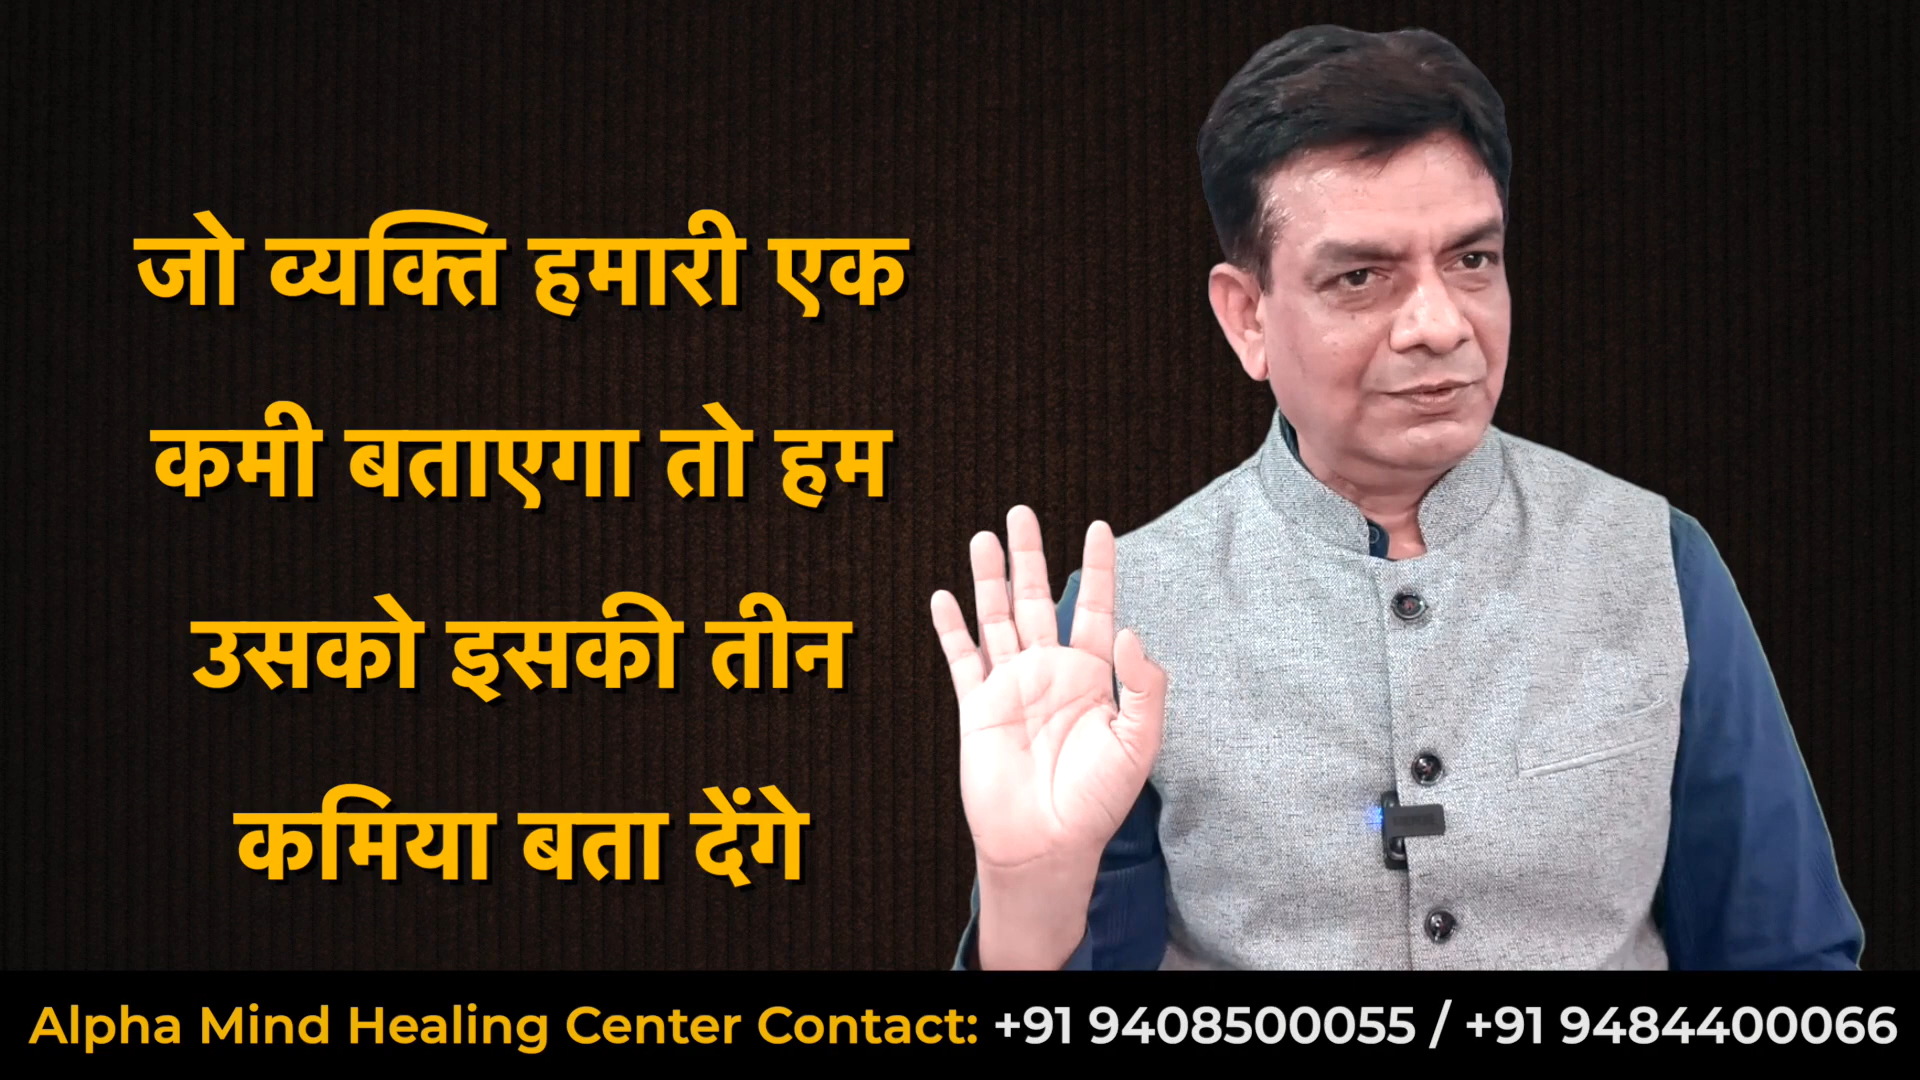 जो व्यक्ति हमारी एक
कमी बताएगा तो हम
उसको इसकी तीन
कमिया बता देंगे
Alpha Mind Healing Center Contact: +91 9408500055 / +91 9484400066